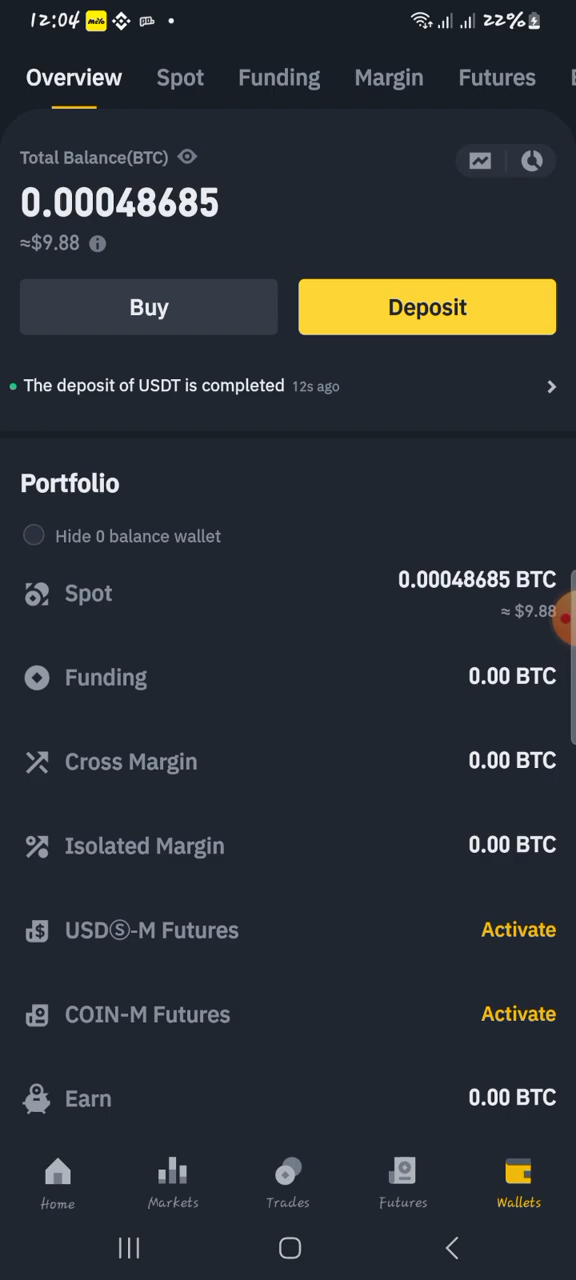 12:04
22%
Overview Spot Funding Margin Futures
Total Balance(BTC)
0.00048685
≈$9.88
Buy Deposit
The deposit of USDT is completed 12s ago
Portfolio
Hide 0 balance wallet
Spot 0.00048685 BTC
≈ $9.88
Funding 0.00 BTC
Cross Margin 0.00 BTC
Isolated Margin 0.00 BTC
USDⓈ-M Futures Activate
COIN-M Futures Activate
Earn 0.00 BTC
Home Markets Trades Futures Wallets